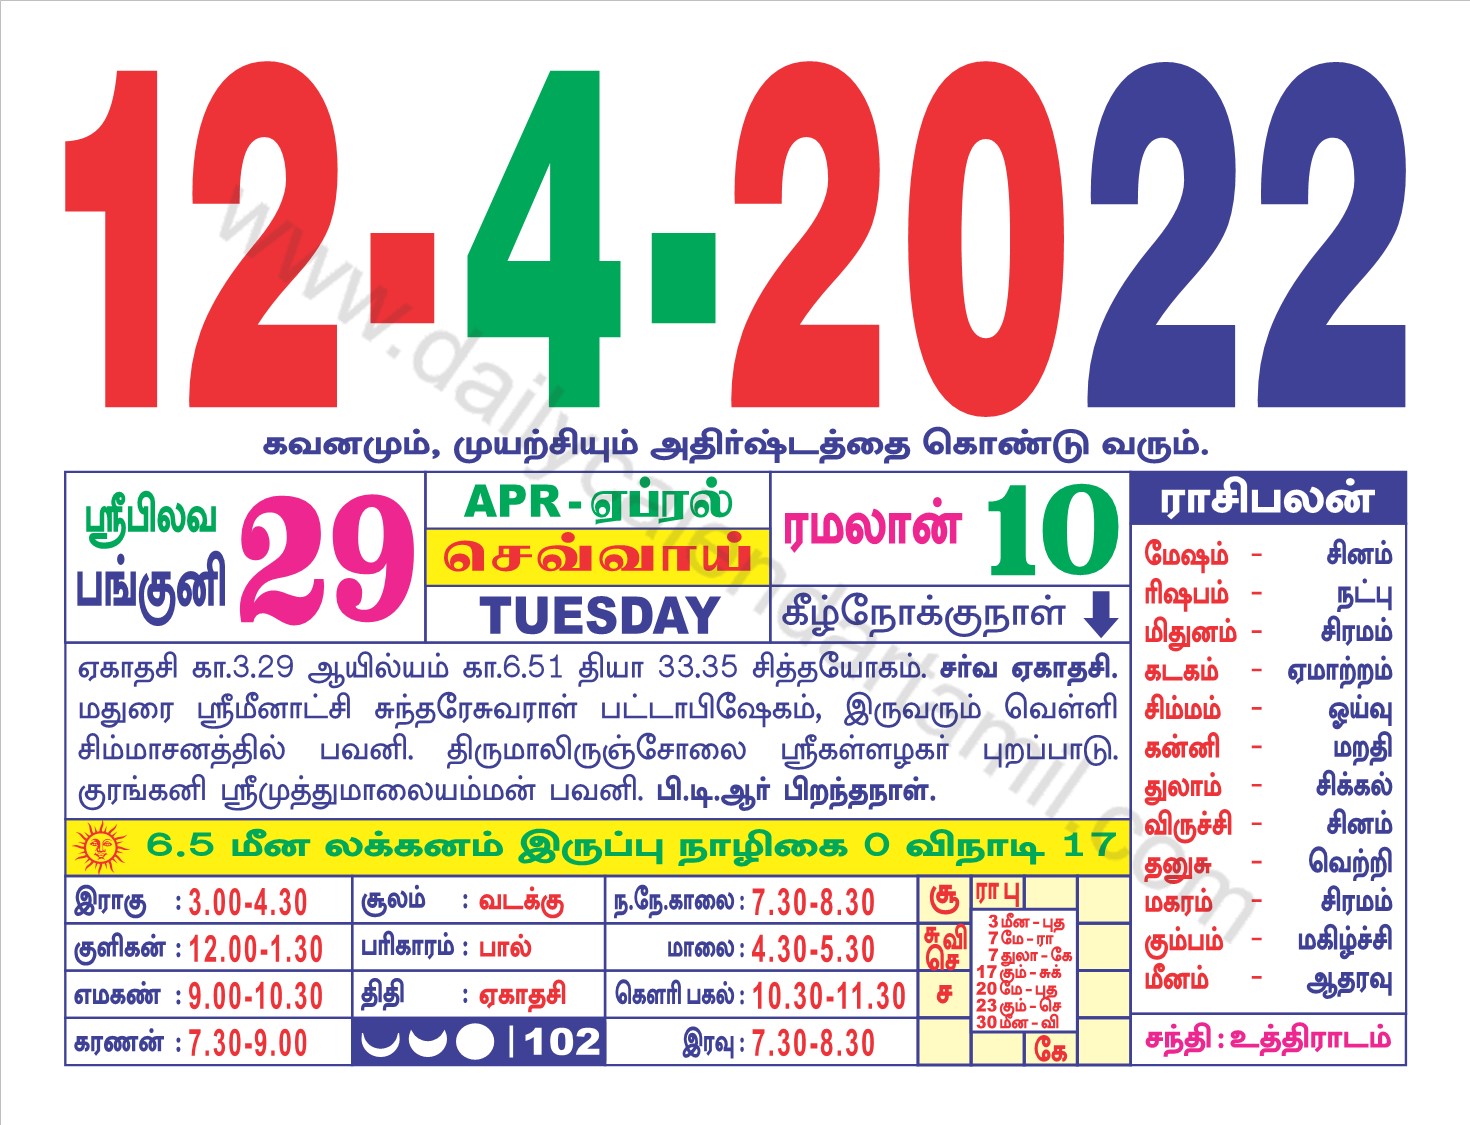 12-4-2022
கவனமும், முயற்சியும் அதிர்ஷ்டத்தை கொண்டு வரும்.
ஸ்ரீபிலவ
பங்குனி
29
APR - ஏப்ரல்
செவ்வாய்
TUESDAY
ரமலான் 10
கீழ்நோக்குநாள்
ஏகாதசி கா.3.29 ஆயில்யம் கா.6.51 தியா 33.35 சித்தயோகம். சர்வ ஏகாதசி.
மதுரை ஸ்ரீமீனாட்சி சுந்தரேசுவராள் பட்டாபிஷேகம், இருவரும் வெள்ளி
சிம்மாசனத்தில் பவனி. திருமாலிருஞ்சோலை ஸ்ரீகள்ளழகர் புறப்பாடு.
குரங்கனி ஸ்ரீமுத்துமாலையம்மன் பவனி. பி.டி.ஆர் பிறந்தநாள்.
6.5 மீன லக்கனம் இருப்பு நாழிகை 0 விநாடி 17
இராகு : 3.00-4.30
குளிகன் : 12.00-1.30
எமகண் : 9.00-10.30
கரணன் : 7.30-9.00
சூலம் : வடக்கு
பரிகாரம் : பால்
திதி : ஏகாதசி
102
ந.நே.காலை : 7.30-8.30
மாலை : 4.30-5.30
கௌரி பகல் : 10.30-11.30
இரவு : 7.30-8.30
சூ
ரா பு
சு வி
செ
ச
கே
3 மீன - புத
7 மே - ரா
7 துலா - கே
17 கும் - சுக்
20 மே - புத
23 கும் - செ
30 மீன - வி
ராசிபலன்
மேஷம் - சினம்
ரிஷபம் - நட்பு
மிதுனம் - சிரமம்
கடகம் - ஏமாற்றம்
சிம்மம் - ஓய்வு
கன்னி - மறதி
துலாம் - சிக்கல்
விருச்சி - சினம்
தனுசு - வெற்றி
மகரம் - சிரமம்
கும்பம் - மகிழ்ச்சி
மீனம் - ஆதரவு
சந்தி : உத்திராடம்
www.dailycalendartamil.com